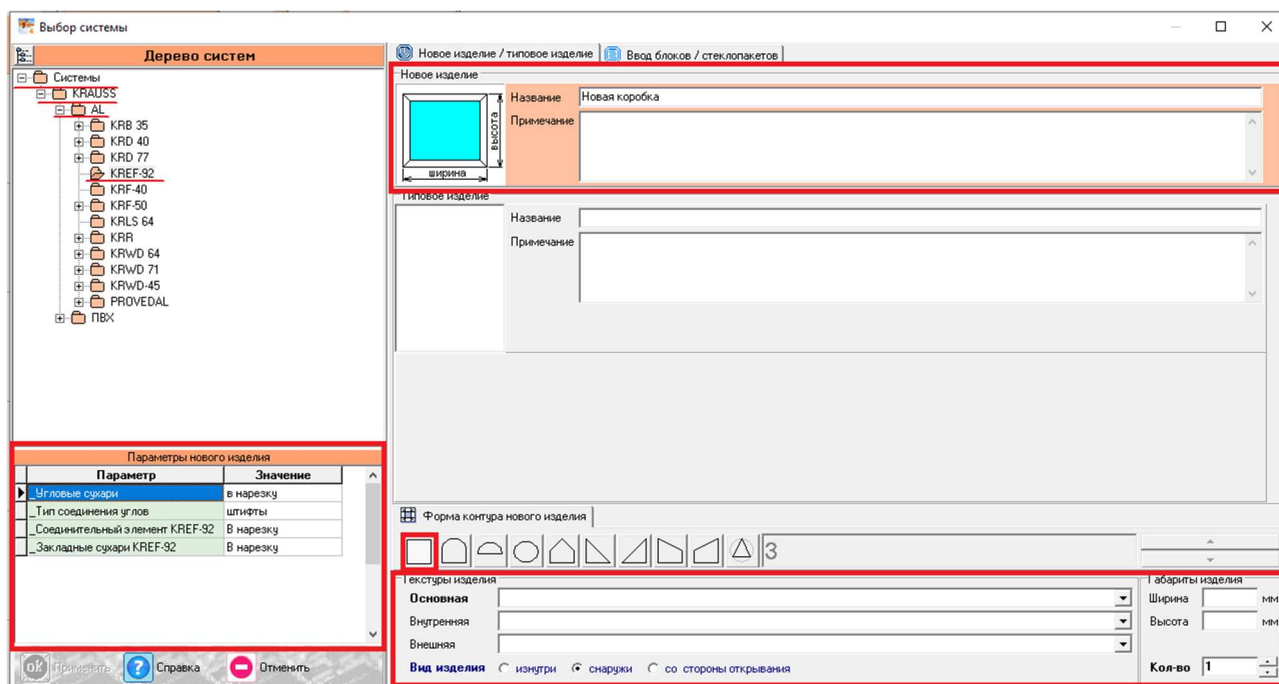 Выбор системы
Дерево систем
Системы
KRAUSS
AL
KRB 35
KRD 40
KRD 77
KREF-92
KRF-40
KRF-50
KRLS 64
KRR
KRWD 64
KRWD 71
KRWD-45
PROVEDAL
ПВХ
Параметры нового изделия
Параметр Значение
_Угловые сухари в нарезку
_Тип соединения углов штифты
_Соединительный элемент KREF-92 В нарезку
_Закладные сухари KREF-92 В нарезку
ok Применить ? Справка Отменить
Новое изделие / типовое изделие Ввод блоков / стеклопакетов
Новое изделие
высота
ширина
Название Новая коробка
Примечание
Типовое изделие
Название
Примечание
Форма контура нового изделия
3
Текстуры изделия
Основная
Внутренняя
Внешняя
Вид изделия изнутри снаружи со стороны открывания
Габариты изделия
Ширина мм
Высота мм
Кол-во 1